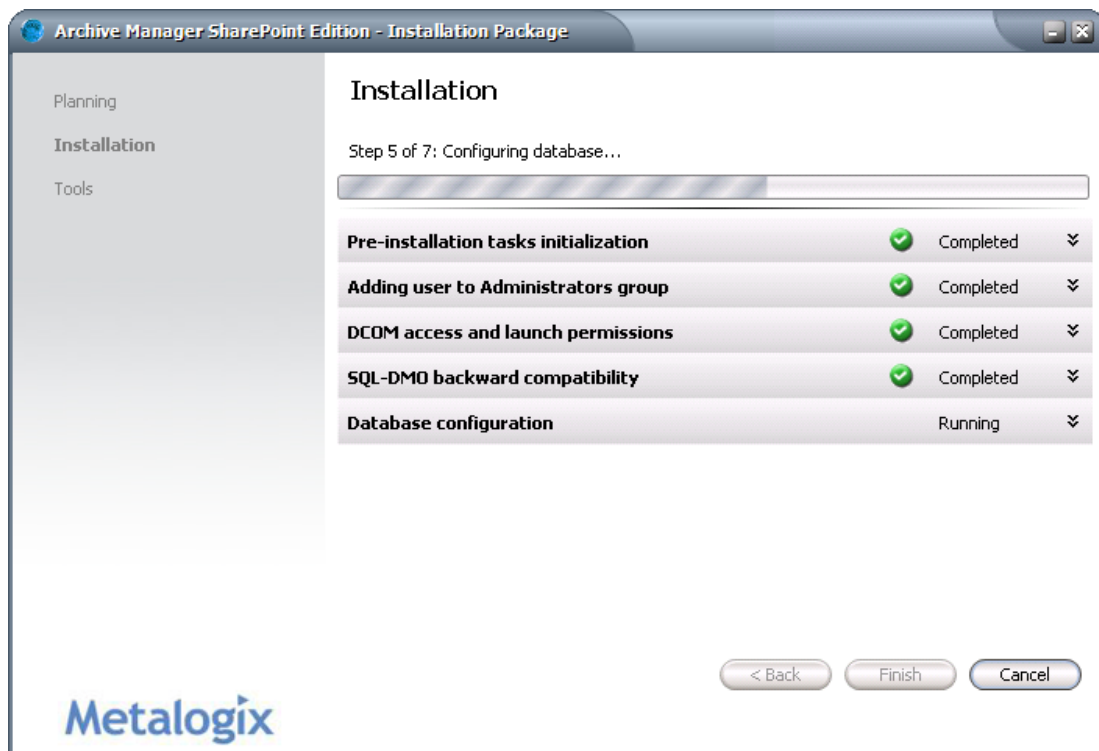 Archive Manager SharePoint Edition - Installation Package
Planning
Installation
Tools
Installation
Step 5 of 7: Configuring database...
Pre-installation tasks initialization Completed
Adding user to Administrators group Completed
DCOM access and launch permissions Completed
SQL-DMO backward compatibility Completed
Database configuration Running
< Back Finish Cancel
Metalogix